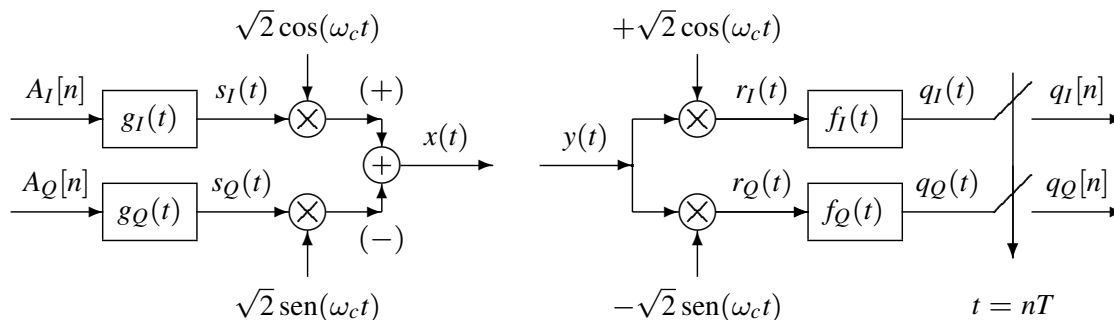 √2 cos(ω_c t)
A_I[n]
g_I(t)
s_I(t)
(+)
x(t)
A_Q[n]
g_Q(t)
s_Q(t)
(−)
√2 sen(ω_c t)
+√2 cos(ω_c t)
y(t)
r_I(t)
f_I(t)
q_I(t)
q_I[n]
r_Q(t)
f_Q(t)
q_Q(t)
q_Q[n]
−√2 sen(ω_c t)
t = nT